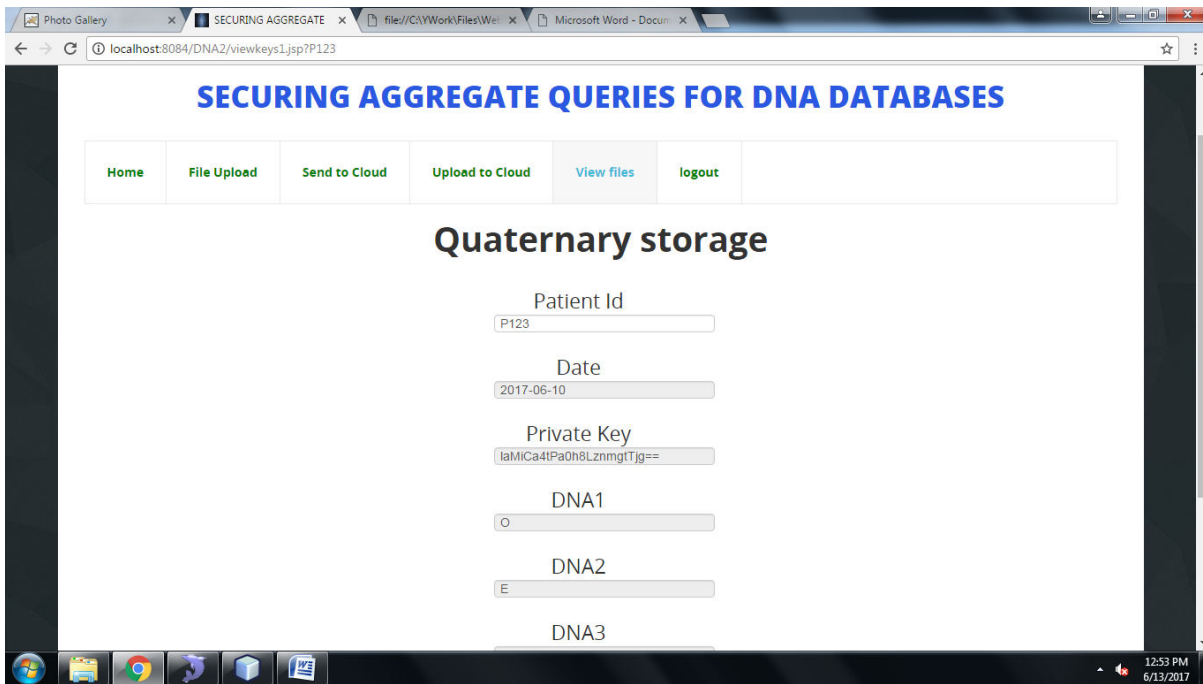 Photo Gallery
SECURING AGGREGATE
file://C:\YWork\Files\Web
Microsoft Word - Docum
localhost:8084/DNA2/viewkeys1.jsp?P123
SECURING AGGREGATE QUERIES FOR DNA DATABASES
Home File Upload Send to Cloud Upload to Cloud View files logout
Quaternary storage
Patient Id
P123
Date
2017-06-10
Private Key
IaMiCa4tPa0h8LznmgtTjg==
DNA1
O
DNA2
E
DNA3
12:53 PM
6/13/2017